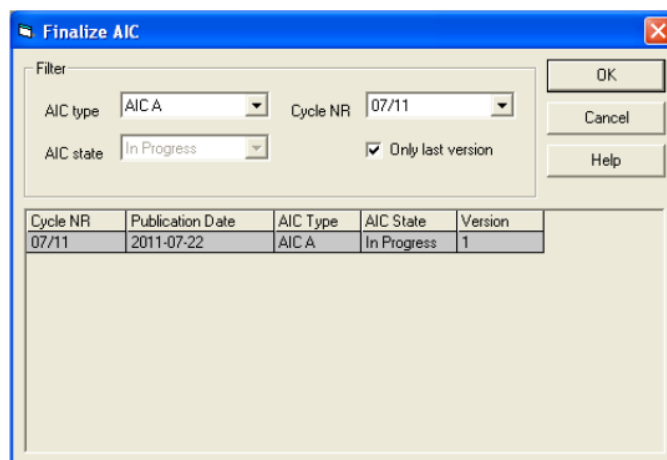 Finalize AIC
Filter
AIC type AIC A Cycle NR 07/11
AIC state In Progress Only last version
OK
Cancel
Help
Cycle NR Publication Date AIC Type AIC State Version
07/11 2011-07-22 AIC A In Progress 1